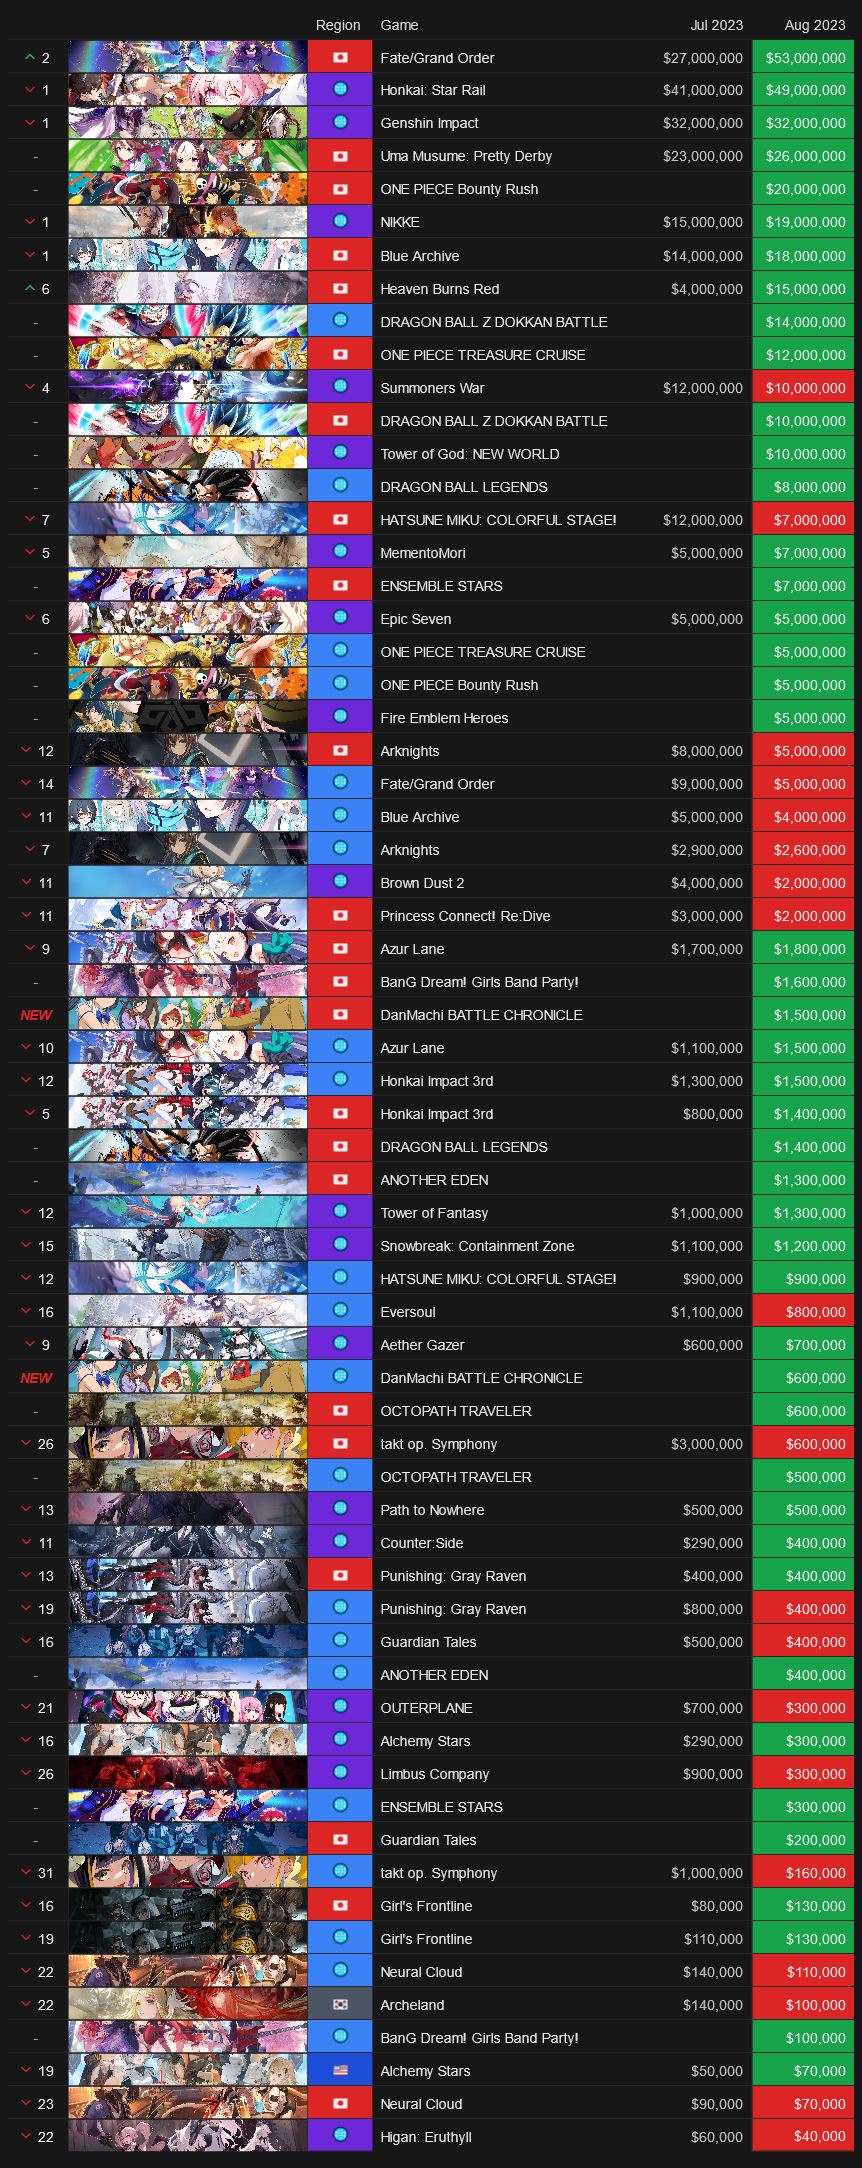 Region Game Jul 2023 Aug 2023
2 Fate/Grand Order $27,000,000 $53,000,000
1 Honkai: Star Rail $41,000,000 $49,000,000
1 Genshin Impact $32,000,000 $32,000,000
- Uma Musume: Pretty Derby $23,000,000 $26,000,000
- ONE PIECE Bounty Rush $20,000,000
1 NIKKE $15,000,000 $19,000,000
1 Blue Archive $14,000,000 $18,000,000
6 Heaven Burns Red $4,000,000 $15,000,000
- DRAGON BALL Z DOKKAN BATTLE $14,000,000
- ONE PIECE TREASURE CRUISE $12,000,000
4 Summoners War $12,000,000 $10,000,000
- DRAGON BALL Z DOKKAN BATTLE $10,000,000
- Tower of God: NEW WORLD $10,000,000
- DRAGON BALL LEGENDS $8,000,000
7 HATSUNE MIKU: COLORFUL STAGE! $12,000,000 $7,000,000
5 MementoMori $5,000,000 $7,000,000
- ENSEMBLE STARS $7,000,000
6 Epic Seven $5,000,000 $5,000,000
- ONE PIECE TREASURE CRUISE $5,000,000
- ONE PIECE Bounty Rush $5,000,000
- Fire Emblem Heroes $5,000,000
12 Arknights $8,000,000 $5,000,000
14 Fate/Grand Order $9,000,000 $5,000,000
11 Blue Archive $5,000,000 $4,000,000
7 Arknights $2,900,000 $2,600,000
11 Brown Dust 2 $4,000,000 $2,000,000
11 Princess Connect! Re:Dive $3,000,000 $2,000,000
9 Azur Lane $1,700,000 $1,800,000
- BanG Dream! Girls Band Party! $1,600,000
NEW DanMachi BATTLE CHRONICLE $1,500,000
10 Azur Lane $1,100,000 $1,500,000
12 Honkai Impact 3rd $1,300,000 $1,500,000
5 Honkai Impact 3rd $800,000 $1,400,000
- DRAGON BALL LEGENDS $1,400,000
- ANOTHER EDEN $1,300,000
12 Tower of Fantasy $1,000,000 $1,300,000
15 Snowbreak: Containment Zone $1,100,000 $1,200,000
12 HATSUNE MIKU: COLORFUL STAGE! $900,000 $900,000
16 Eversoul $1,100,000 $800,000
9 Aether Gazer $600,000 $700,000
NEW DanMachi BATTLE CHRONICLE $600,000
- OCTOPATH TRAVELER $600,000
26 takt op. Symphony $3,000,000 $600,000
- OCTOPATH TRAVELER $500,000
13 Path to Nowhere $500,000 $500,000
11 Counter:Side $290,000 $400,000
13 Punishing: Gray Raven $400,000 $400,000
19 Punishing: Gray Raven $800,000 $400,000
16 Guardian Tales $500,000 $400,000
- ANOTHER EDEN $400,000
21 OUTERPLANE $700,000 $300,000
16 Alchemy Stars $290,000 $300,000
26 Limbus Company $900,000 $300,000
- ENSEMBLE STARS $300,000
- Guardian Tales $200,000
31 takt op. Symphony $1,000,000 $160,000
16 Girl's Frontline $80,000 $130,000
19 Girl's Frontline $110,000 $130,000
22 Neural Cloud $140,000 $110,000
22 Archeland $140,000 $100,000
- BanG Dream! Girls Band Party! $100,000
19 Alchemy Stars $50,000 $70,000
23 Neural Cloud $90,000 $70,000
22 Higan: Eruthyll $60,000 $40,000